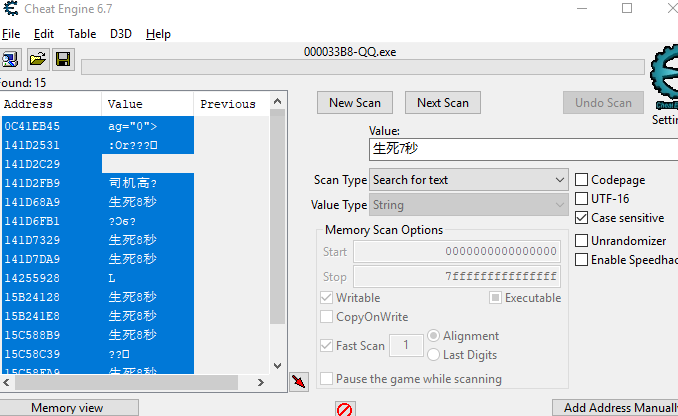 Cheat Engine 6.7
File Edit Table D3D Help
000033B8-QQ.exe
Found: 15
Address Value Previous
0C41EB45 ag="0">
141D2531 :Or???
141D2C29
141D2FB9 司机高?
141D68A9 生死8秒
141D6FB1 ?Ͻ6?
141D7329 生死8秒
141D7DA9 生死8秒
14255928 L
15B24128 生死8秒
15B241E8 生死8秒
15C588B9 生死8秒
15C58C39 ??
15C58FA9 生死8秒
Memory view
New Scan Next Scan Undo Scan
Value:
生死7秒
Scan Type Search for text
Value Type String
Memory Scan Options
Start 0000000000000000
Stop 7fffffffffffffff
Writable Executable
CopyOnWrite
Fast Scan 1 Alignment
Last Digits
Pause the game while scanning
Cheat E
Settin
Codepage
UTF-16
Case sensitive
Unrandomizer
Enable Speedhac
Add Address Manually